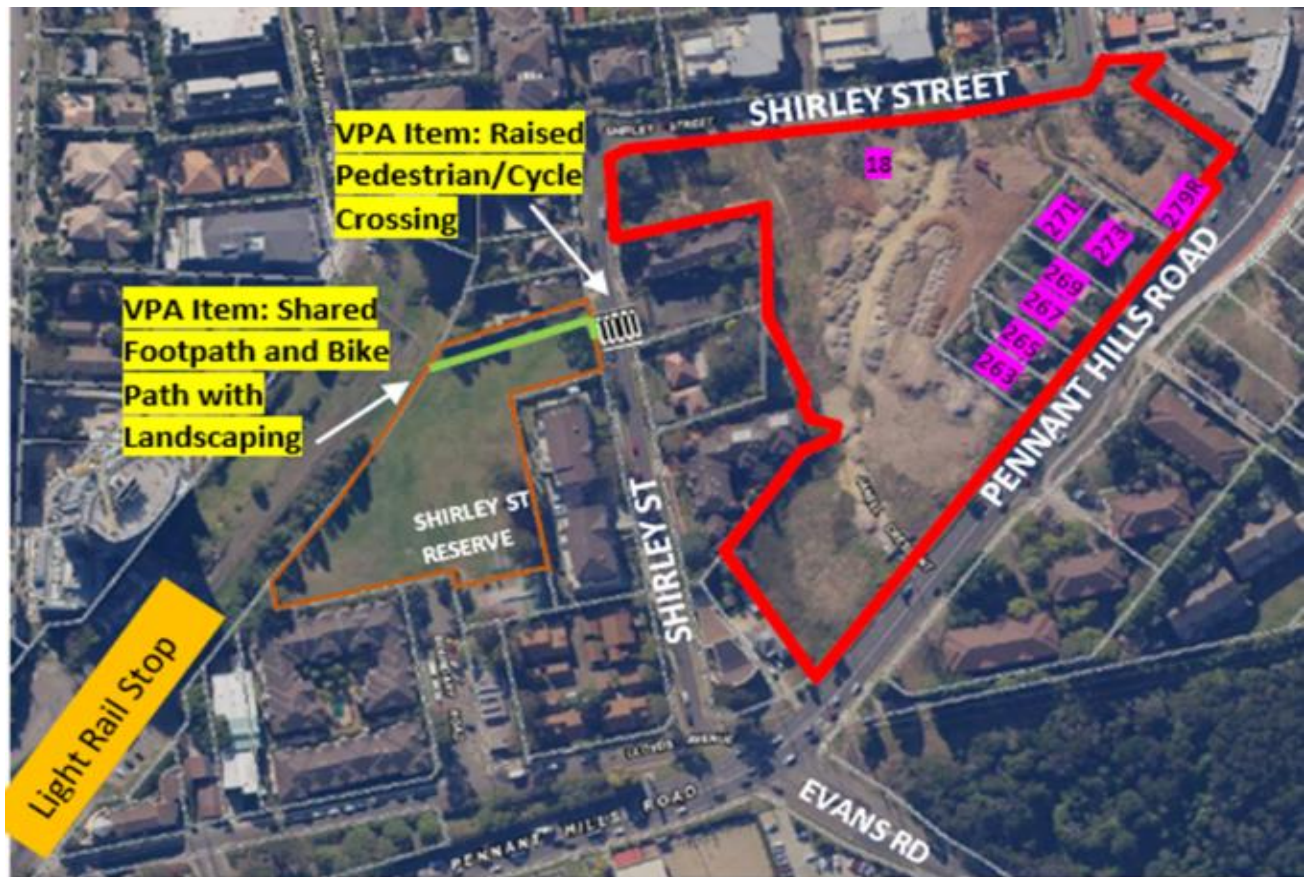 SHIRLEY STREET
SHIRLEY STREET
VPA Item: Raised
Pedestrian/Cycle
Crossing
18
271
273
279R
269
267
265
263
VPA Item: Shared
Footpath and Bike
Path with
Landscaping
PENNANT HILLS ROAD
SHIRLEY ST
RESERVE
SHIRLEY ST
Light Rail Stop
LLOYDS AVENUE
PENNANT HILLS ROAD
EVANS RD